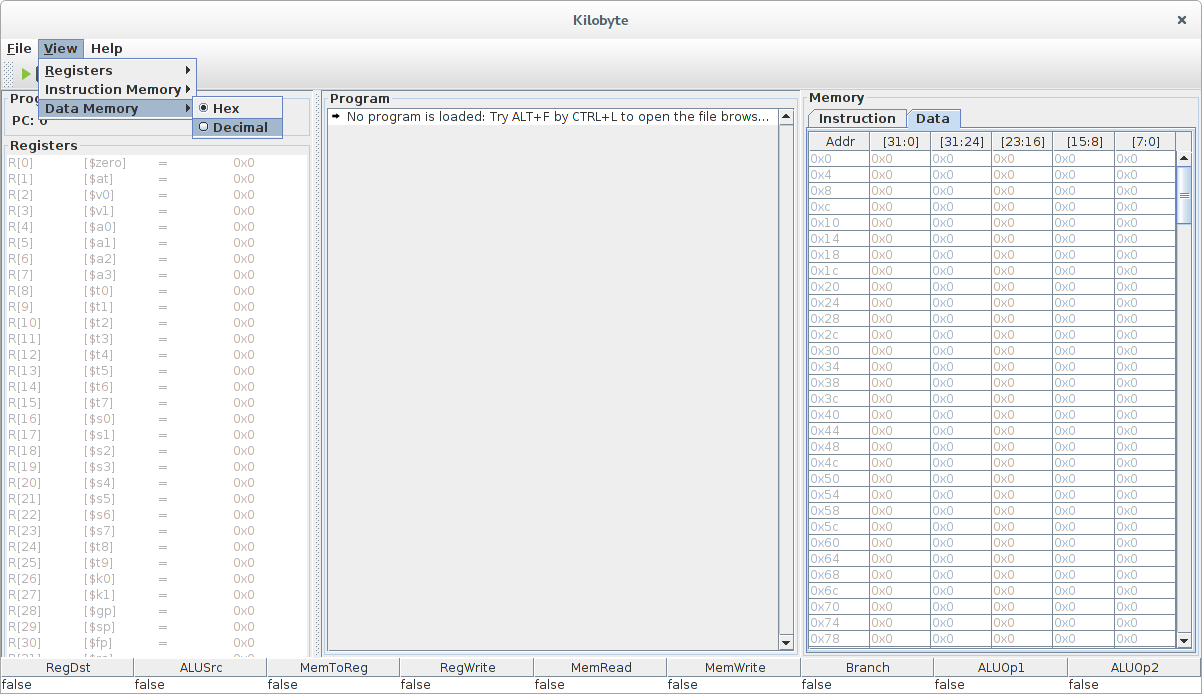 Kilobyte
File View Help
Registers
Instruction Memory
Data Memory
Hex
Decimal
PC: 0
Registers
R[0] [$zero] = 0x0
R[1] [$at] = 0x0
R[2] [$v0] = 0x0
R[3] [$v1] = 0x0
R[4] [$a0] = 0x0
R[5] [$a1] = 0x0
R[6] [$a2] = 0x0
R[7] [$a3] = 0x0
R[8] [$t0] = 0x0
R[9] [$t1] = 0x0
R[10] [$t2] = 0x0
R[11] [$t3] = 0x0
R[12] [$t4] = 0x0
R[13] [$t5] = 0x0
R[14] [$t6] = 0x0
R[15] [$t7] = 0x0
R[16] [$s0] = 0x0
R[17] [$s1] = 0x0
R[18] [$s2] = 0x0
R[19] [$s3] = 0x0
R[20] [$s4] = 0x0
R[21] [$s5] = 0x0
R[22] [$s6] = 0x0
R[23] [$s7] = 0x0
R[24] [$t8] = 0x0
R[25] [$t9] = 0x0
R[26] [$k0] = 0x0
R[27] [$k1] = 0x0
R[28] [$gp] = 0x0
R[29] [$sp] = 0x0
R[30] [$fp] = 0x0
Program
No program is loaded: Try ALT+F by CTRL+L to open the file brows...
Memory
Instruction Data
Addr [31:0] [31:24] [23:16] [15:8] [7:0]
0x0 0x0 0x0 0x0 0x0 0x0
0x4 0x0 0x0 0x0 0x0 0x0
0x8 0x0 0x0 0x0 0x0 0x0
0xc 0x0 0x0 0x0 0x0 0x0
0x10 0x0 0x0 0x0 0x0 0x0
0x14 0x0 0x0 0x0 0x0 0x0
0x18 0x0 0x0 0x0 0x0 0x0
0x1c 0x0 0x0 0x0 0x0 0x0
0x20 0x0 0x0 0x0 0x0 0x0
0x24 0x0 0x0 0x0 0x0 0x0
0x28 0x0 0x0 0x0 0x0 0x0
0x2c 0x0 0x0 0x0 0x0 0x0
0x30 0x0 0x0 0x0 0x0 0x0
0x34 0x0 0x0 0x0 0x0 0x0
0x38 0x0 0x0 0x0 0x0 0x0
0x3c 0x0 0x0 0x0 0x0 0x0
0x40 0x0 0x0 0x0 0x0 0x0
0x44 0x0 0x0 0x0 0x0 0x0
0x48 0x0 0x0 0x0 0x0 0x0
0x4c 0x0 0x0 0x0 0x0 0x0
0x50 0x0 0x0 0x0 0x0 0x0
0x54 0x0 0x0 0x0 0x0 0x0
0x58 0x0 0x0 0x0 0x0 0x0
0x5c 0x0 0x0 0x0 0x0 0x0
0x60 0x0 0x0 0x0 0x0 0x0
0x64 0x0 0x0 0x0 0x0 0x0
0x68 0x0 0x0 0x0 0x0 0x0
0x6c 0x0 0x0 0x0 0x0 0x0
0x70 0x0 0x0 0x0 0x0 0x0
0x74 0x0 0x0 0x0 0x0 0x0
0x78 0x0 0x0 0x0 0x0 0x0
RegDst ALUSrc MemToReg RegWrite MemRead MemWrite Branch ALUOp1 ALUOp2
false false false false false false false false false